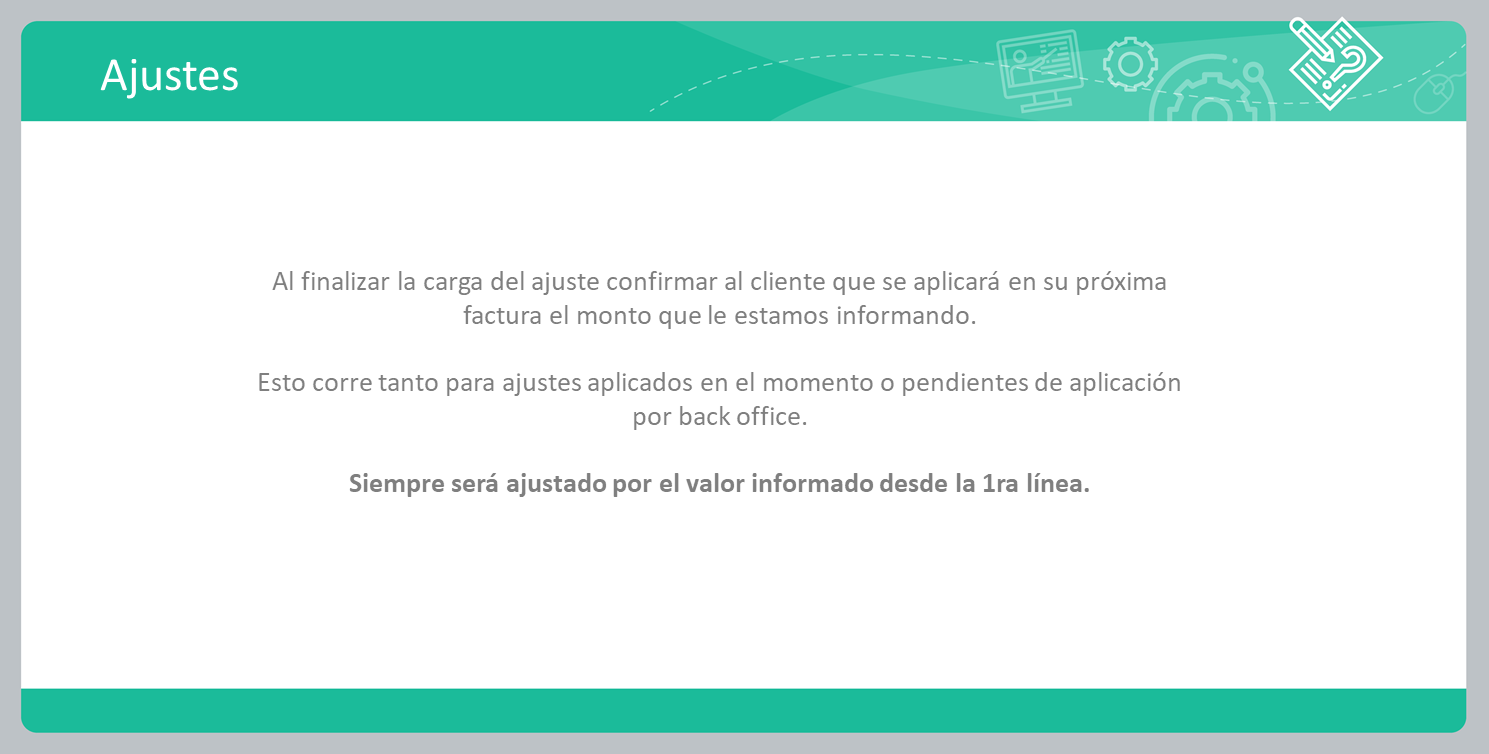 Ajustes
Al finalizar la carga del ajuste confirmar al cliente que se aplicará en su próxima
factura el monto que le estamos informando.
Esto corre tanto para ajustes aplicados en el momento o pendientes de aplicación
por back office.
Siempre será ajustado por el valor informado desde la 1ra línea.